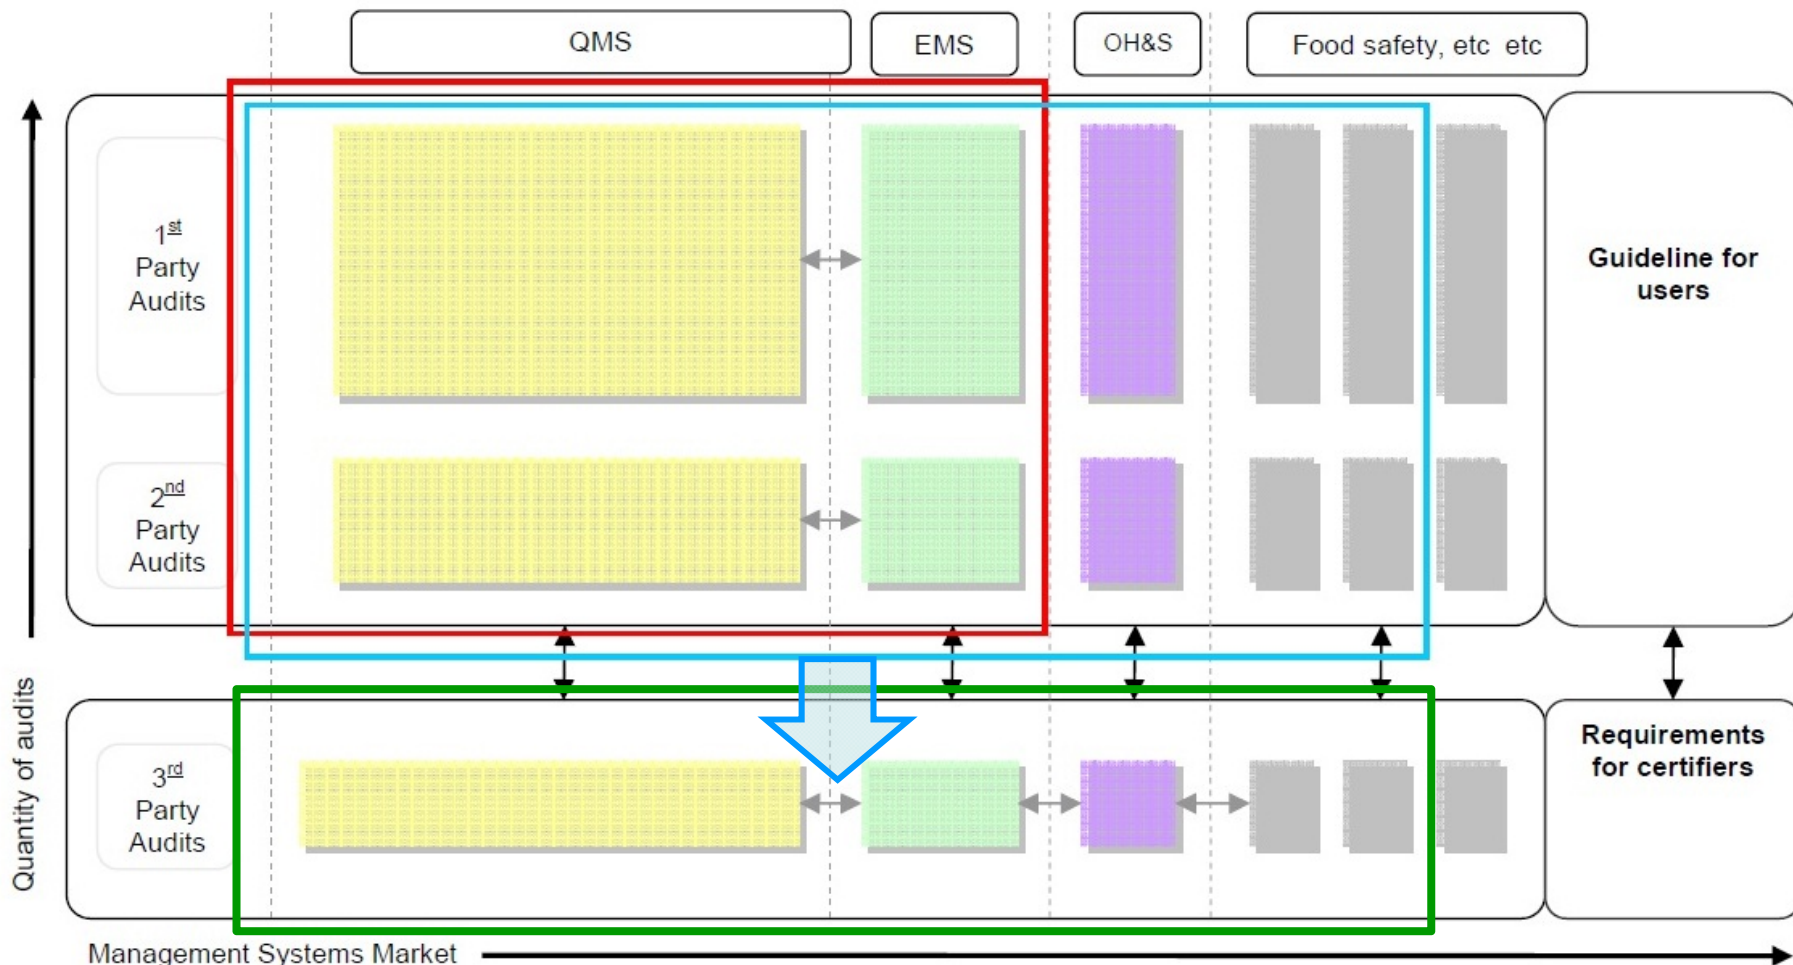 QMS
EMS
OH&S
Food safety, etc etc
1st
Party
Audits
Guideline for
users
2nd
Party
Audits
Quantity of audits
3rd
Party
Audits
Requirements
for certifiers
Management Systems Market